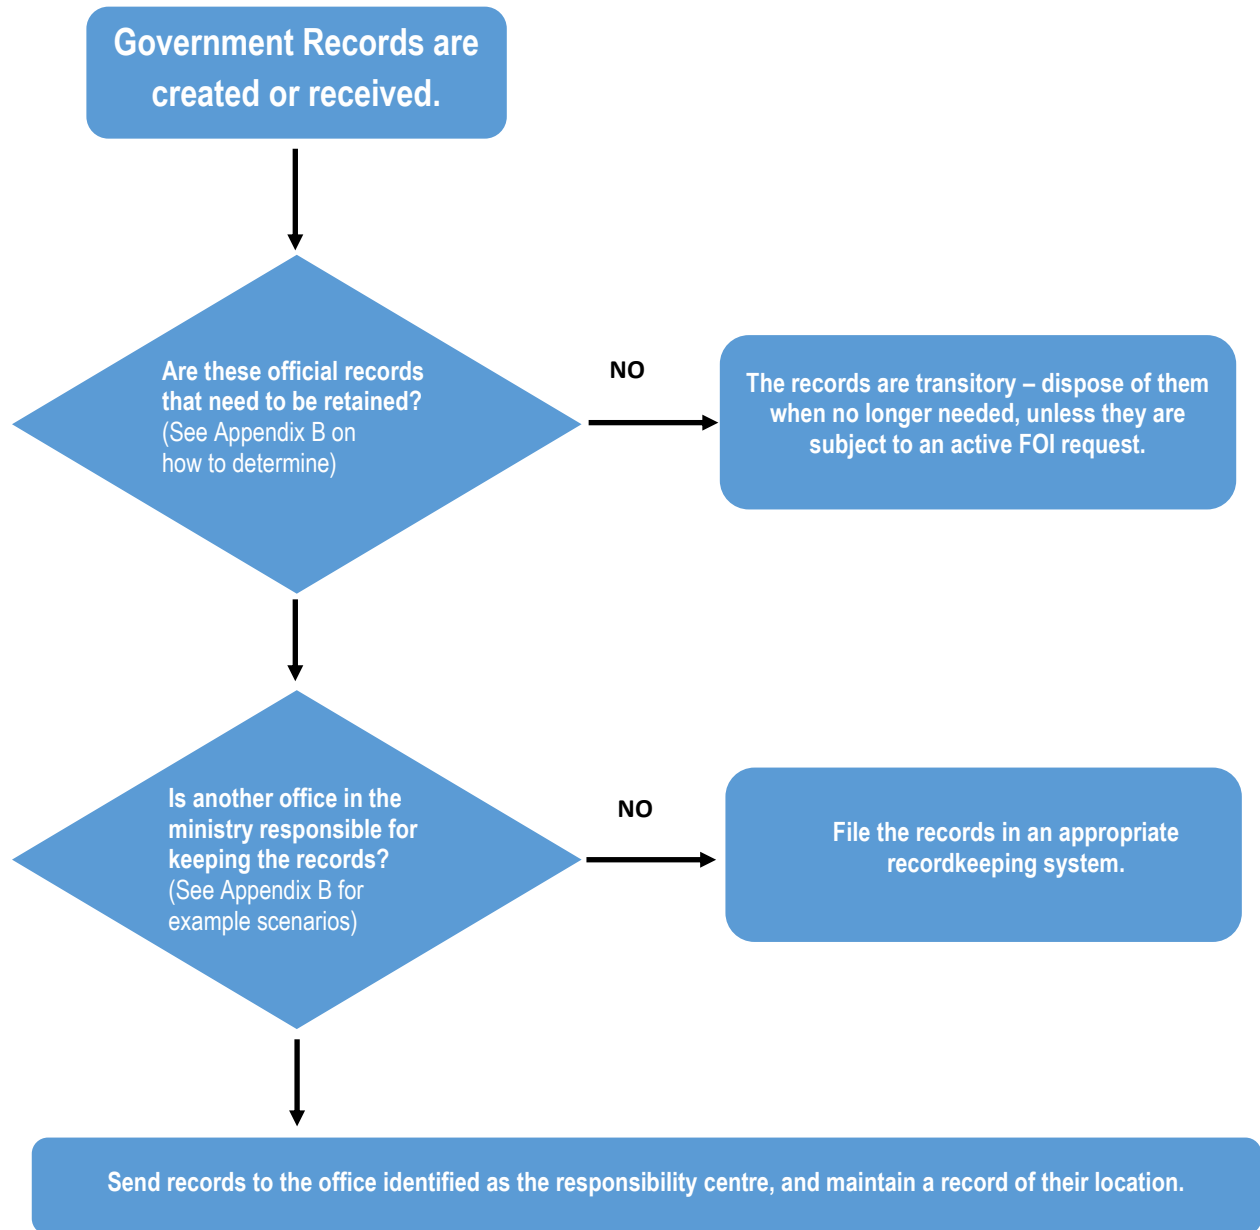 Government Records are
created or received.
Are these official records
that need to be retained?
(See Appendix B on
how to determine)
NO
The records are transitory – dispose of them
when no longer needed, unless they are
subject to an active FOI request.
Is another office in the
ministry responsible for
keeping the records?
(See Appendix B for
example scenarios)
NO
File the records in an appropriate
recordkeeping system.
Send records to the office identified as the responsibility centre, and maintain a record of their location.